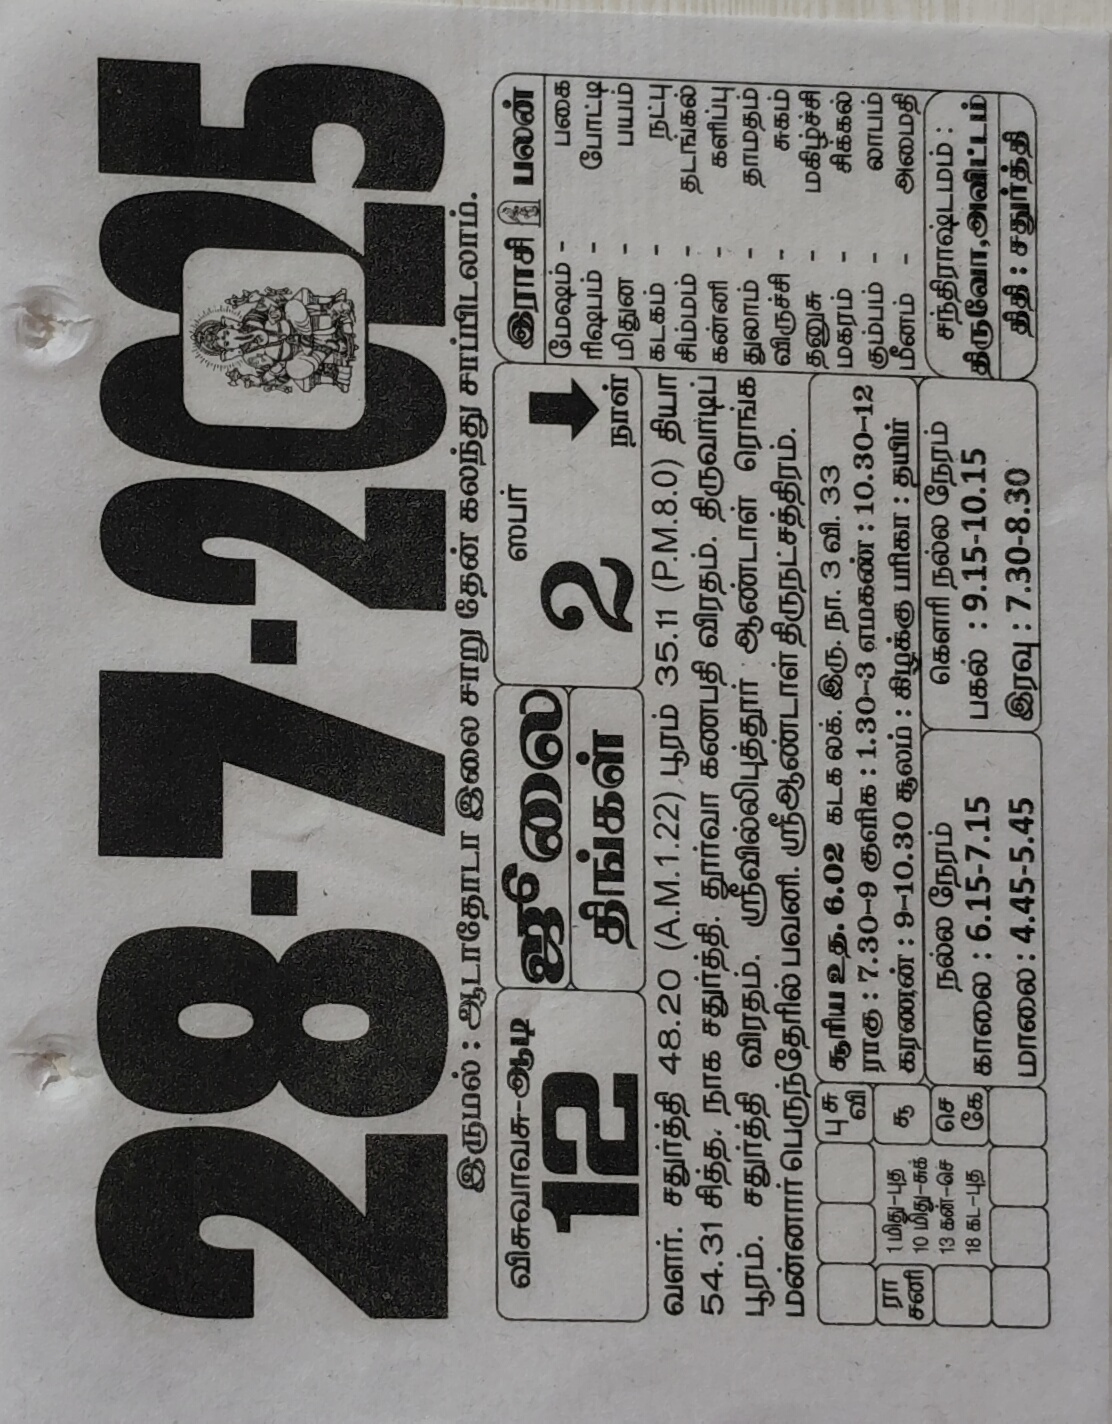 28.7.2025
இருமல் : ஆடாதோடா இலை சாறு தேன் கலந்து சாப்பிடலாம்.
விசுவாவசு-ஆடி
12
ஜூலை
திங்கள்
ஸபர்
2
நாள்
வளர். சதுர்த்தி 48.20 (A.M.1.22) பூரம் 35.11 (P.M.8.0) தியா
54.31 சித்த. நாக சதுர்த்தி. தூர்வா கணபதி விரதம். திருவாடிப்
பூரம். சதுர்த்தி விரதம். ஸ்ரீவில்லிபுத்தூர் ஆண்டாள் ரெங்க
மன்னார் பெருந்தேரில் பவனி. ஸ்ரீஆண்டாள் திருநட்சத்திரம்.
இராசி பலன்
மேஷம் - பகை
ரிஷபம் - போட்டி
மிதுன - பயம்
கடகம் - நட்பு
சிம்மம் - தடங்கல்
கன்னி - களிப்பு
துலாம் - தாமதம்
விருச்சி - சுகம்
தனுசு - மகிழ்ச்சி
மகரம் - சிக்கல்
கும்பம் - லாபம்
மீனம் - அமைதி
சந்திராஷ்டமம் :
திருவோ,அவிட்டம்
திதி : சதுர்த்தி
பு சு
வி
ரா
சனி
1 மிது-புத
10 மிது-சுக்
13 கன்-செ
18 கட-புத
சூ
செ
கே
சூரிய உத. 6.02 கடக லக். இரு. நா. 3 வி. 33
ராகு : 7.30-9 குளிக : 1.30-3 எமகண் : 10.30-12
கரணன் : 9-10.30 சூலம் : கிழக்கு பரிகா : தயிர்
நல்ல நேரம்
காலை : 6.15-7.15
மாலை : 4.45-5.45
கெளரி நல்ல நேரம்
பகல் : 9.15-10.15
இரவு : 7.30-8.30